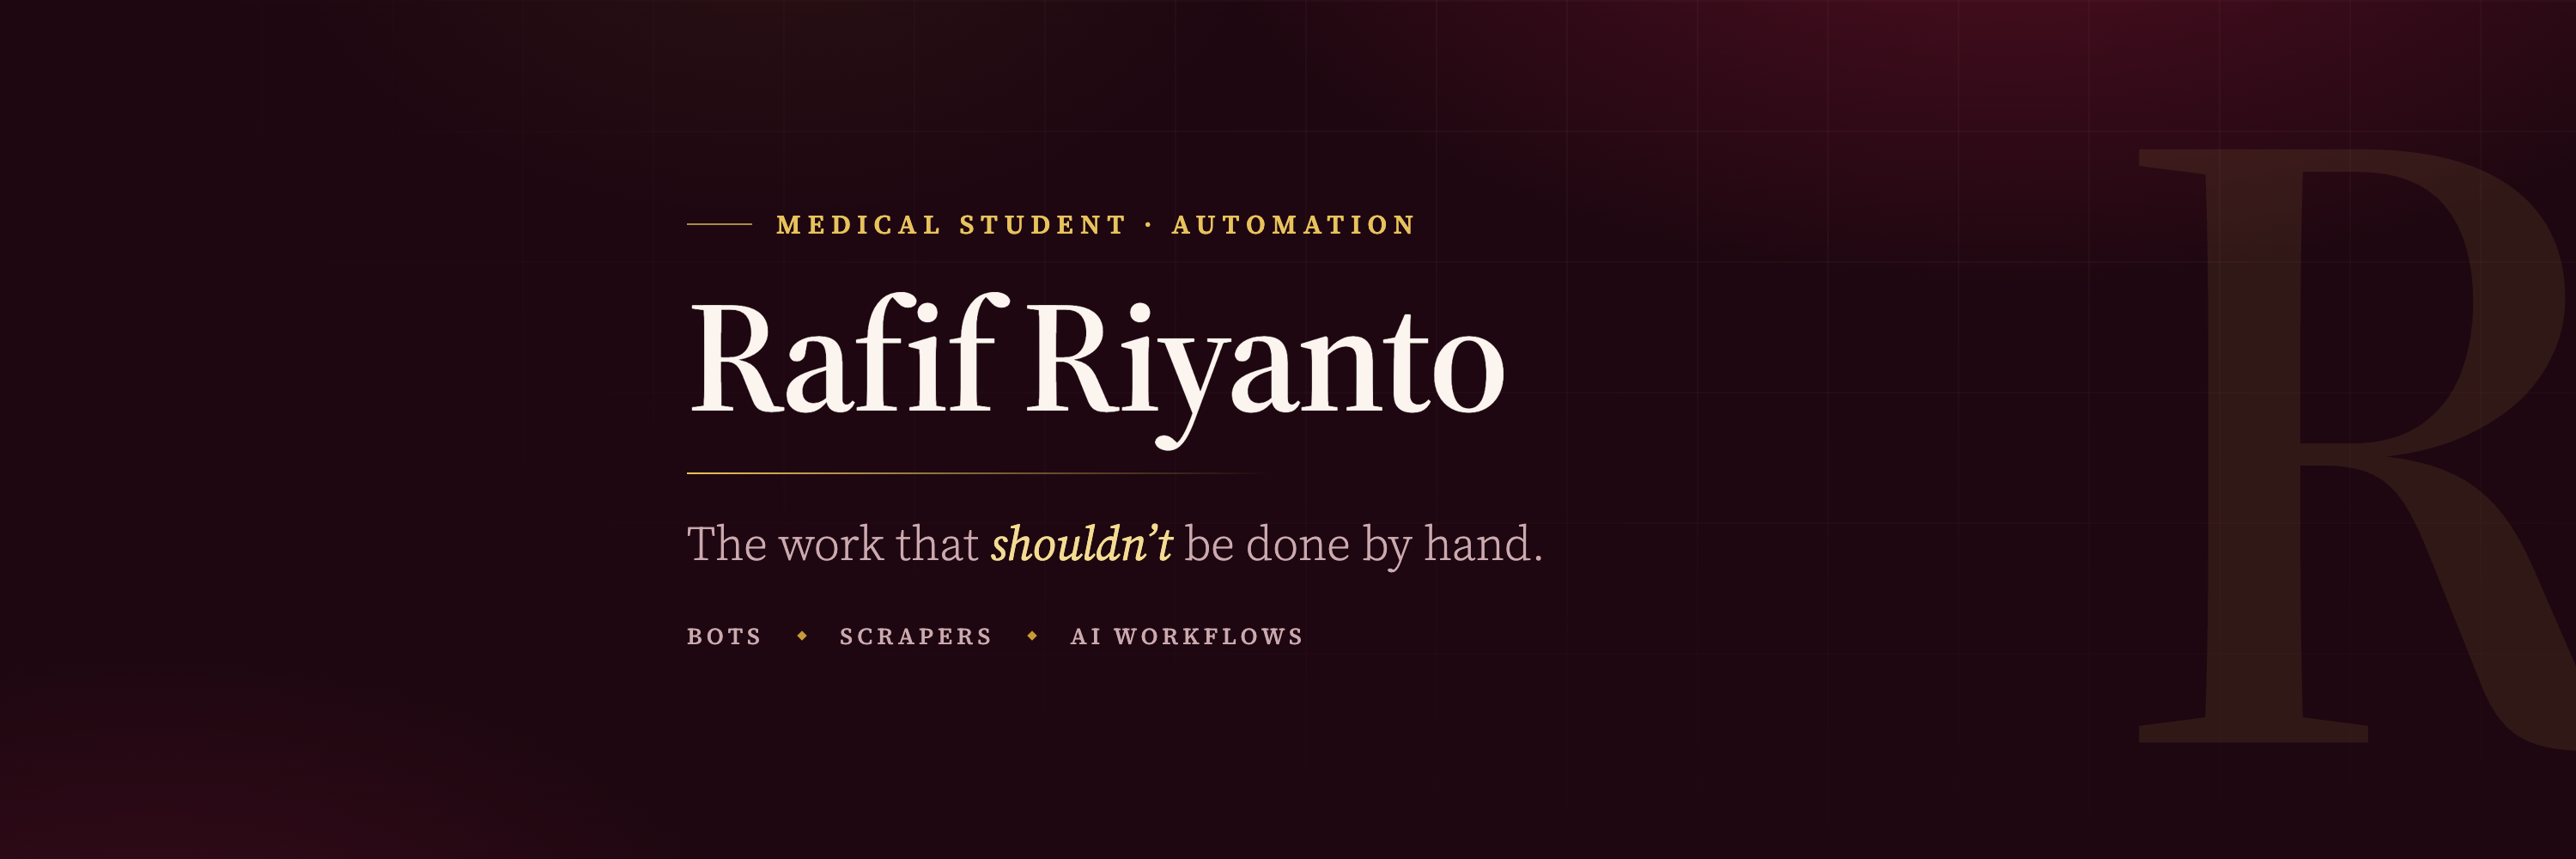 MEDICAL STUDENT · AUTOMATION
Rafif Riyanto
The work that shouldn’t be done by hand.
BOTS ◆ SCRAPERS ◆ AI WORKFLOWS
R